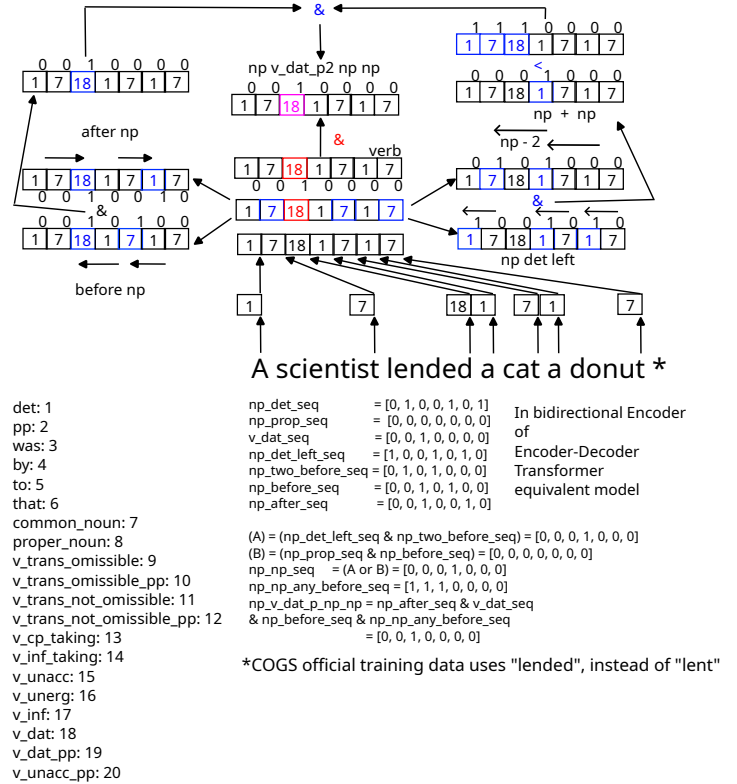 &
1 1 1 0 0 0 0
1 7 18 1 7 1 7
<
0 0 1 0 0 0 0
1 7 18 1 7 1 7
np v_dat_p2 np np
0 0 1 0 0 0 0
1 7 18 1 7 1 7
0 0 0 1 0 0 0
1 7 18 1 7 1 7
np + np
after np
1 7 18 1 7 1 7
0 0 1 0 0 1 0
&
0 0 1 0 1 0 0
1 7 18 1 7 1 7
before np
&
verb
1 7 18 1 7 1 7
0 0 1 0 0 0 0
1 7 18 1 7 1 7
1 7 18 1 7 1 7
np - 2
0 1 0 1 0 0 0
1 7 18 1 7 1 7
&
1 0 0 1 0 1 0
1 7 18 1 7 1 7
np det left
1 7 18 1 7 1 7
A scientist lended a cat a donut *
det: 1
pp: 2
was: 3
by: 4
to: 5
that: 6
common_noun: 7
proper_noun: 8
v_trans_omissible: 9
v_trans_omissible_pp: 10
v_trans_not_omissible: 11
v_trans_not_omissible_pp: 12
v_cp_taking: 13
v_inf_taking: 14
v_unacc: 15
v_unerg: 16
v_inf: 17
v_dat: 18
v_dat_pp: 19
v_unacc_pp: 20
np_det_seq = [0, 1, 0, 0, 1, 0, 1]
np_prop_seq = [0, 0, 0, 0, 0, 0, 0]
v_dat_seq = [0, 0, 1, 0, 0, 0, 0]
np_det_left_seq = [1, 0, 0, 1, 0, 1, 0]
np_two_before_seq = [0, 1, 0, 1, 0, 0, 0]
np_before_seq = [0, 0, 1, 0, 1, 0, 0]
np_after_seq = [0, 0, 1, 0, 0, 1, 0]
In bidirectional Encoder
of
Encoder-Decoder
Transformer
equivalent model
(A) = (np_det_left_seq & np_two_before_seq) = [0, 0, 0, 1, 0, 0, 0]
(B) = (np_prop_seq & np_before_seq) = [0, 0, 0, 0, 0, 0, 0]
np_np_seq = (A or B) = [0, 0, 0, 1, 0, 0, 0]
np_np_any_before_seq = [1, 1, 1, 0, 0, 0, 0]
np_v_dat_p_np_np = np_after_seq & v_dat_seq
& np_before_seq & np_np_any_before_seq
= [0, 0, 1, 0, 0, 0, 0]
*COGS official training data uses "lended", instead of "lent"